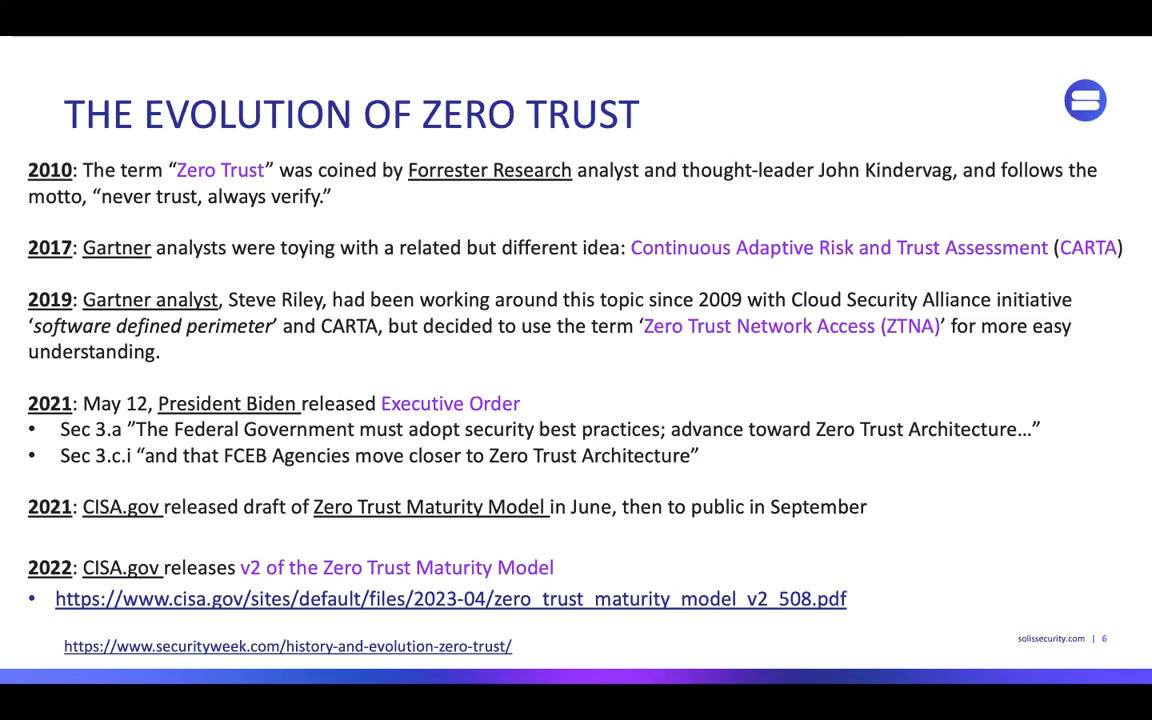 THE EVOLUTION OF ZERO TRUST
2010: The term “Zero Trust” was coined by Forrester Research analyst and thought-leader John Kindervag, and follows the
motto, “never trust, always verify.”
2017: Gartner analysts were toying with a related but different idea: Continuous Adaptive Risk and Trust Assessment (CARTA)
2019: Gartner analyst, Steve Riley, had been working around this topic since 2009 with Cloud Security Alliance initiative
‘software defined perimeter’ and CARTA, but decided to use the term ‘Zero Trust Network Access (ZTNA)’ for more easy
understanding.
2021: May 12, President Biden released Executive Order
• Sec 3.a ”The Federal Government must adopt security best practices; advance toward Zero Trust Architecture…”
• Sec 3.c.i “and that FCEB Agencies move closer to Zero Trust Architecture”
2021: CISA.gov released draft of Zero Trust Maturity Model in June, then to public in September
2022: CISA.gov releases v2 of the Zero Trust Maturity Model
• https://www.cisa.gov/sites/default/files/2023-04/zero_trust_maturity_model_v2_508.pdf
https://www.securityweek.com/history-and-evolution-zero-trust/
solissecurity.com | 6